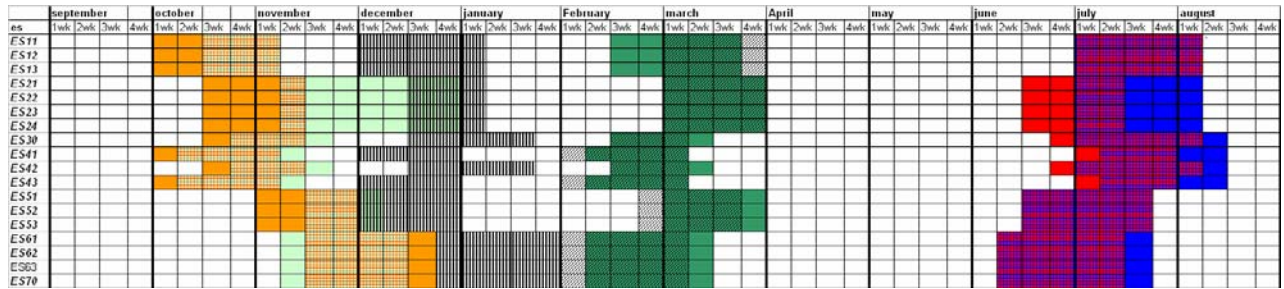 september october november december january February march April may june july august
es 1wk 2wk 3wk 4wk 1wk 2wk 3wk 4wk 1wk 2wk 3wk 4wk 1wk 2wk 3wk 4wk 1wk 2wk 3wk 4wk 1wk 2wk 3wk 4wk 1wk 2wk 3wk 4wk 1wk 2wk 3wk 4wk 1wk 2wk 3wk 4wk 1wk 2wk 3wk 4wk 1wk 2wk 3wk 4wk 1wk 2wk 3wk 4wk
ES11
ES12
ES13
ES21
ES22
ES23
ES24
ES30
ES41
ES42
ES43
ES51
ES52
ES53
ES61
ES62
ES63
ES70